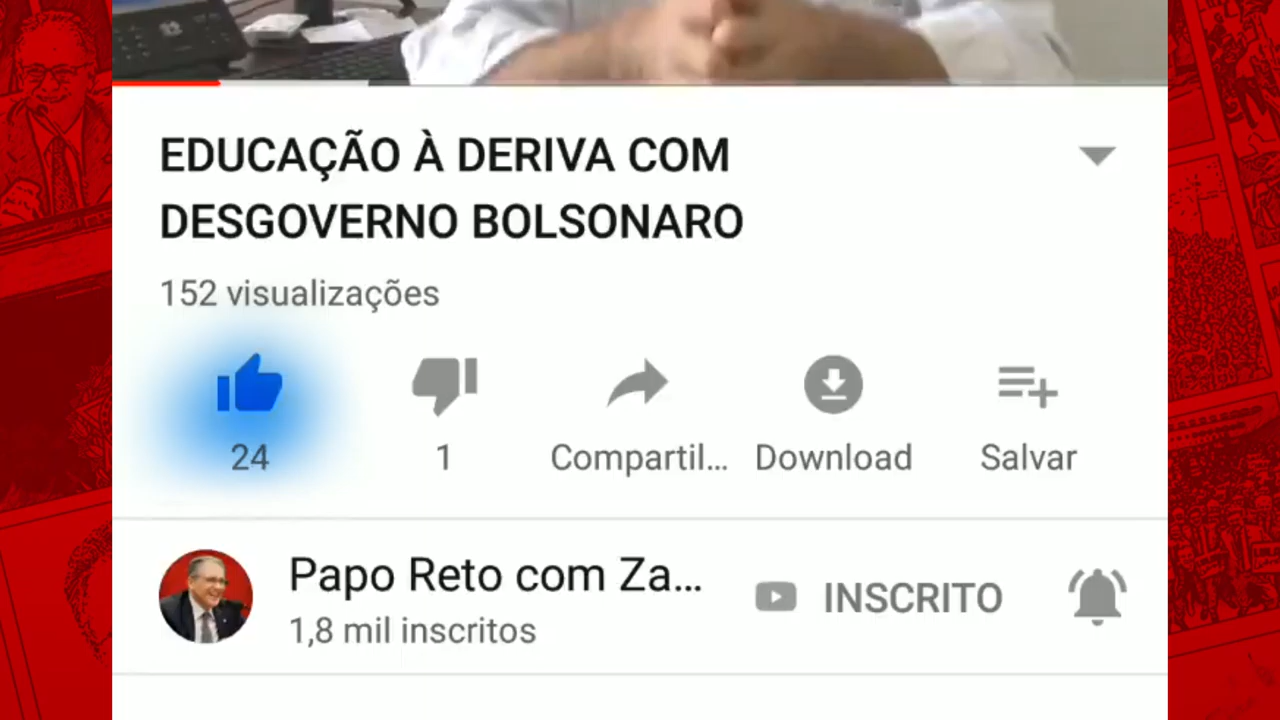 EDUCAÇÃO À DERIVA COM
DESGOVERNO BOLSONARO
152 visualizações
24
1
Compartil...
Download
Salvar
Papo Reto com Za...
INSCRITO
1,8 mil inscritos